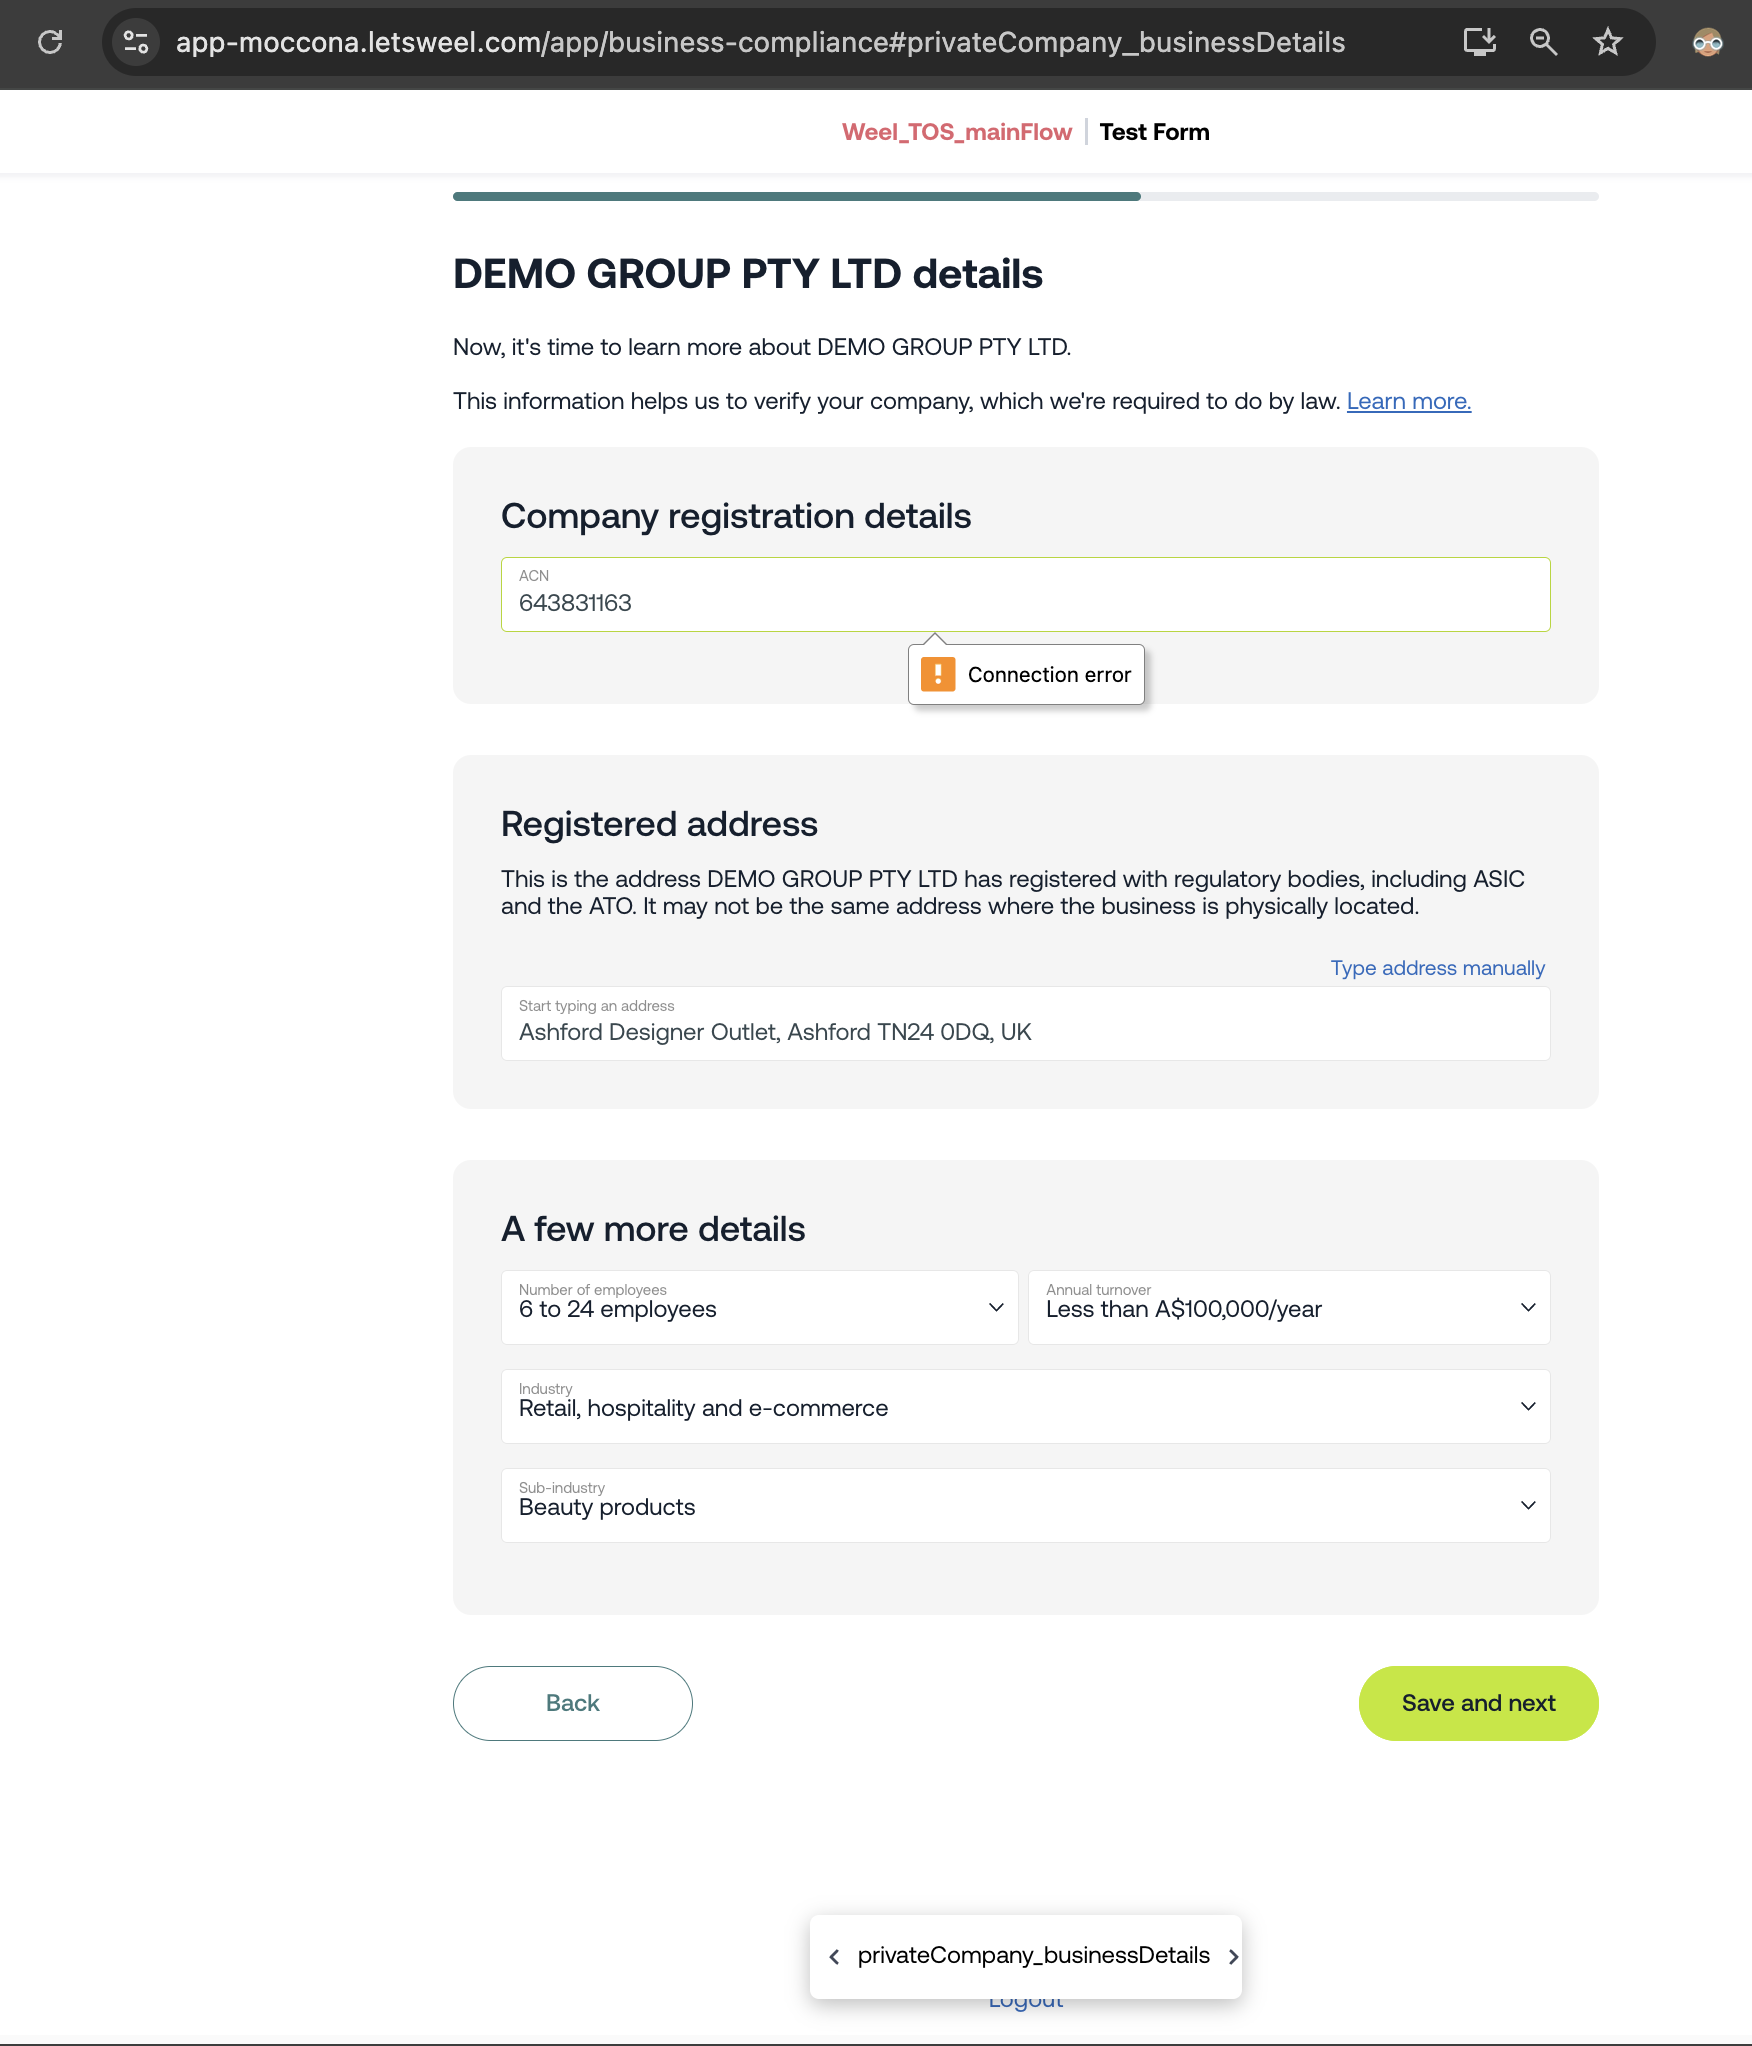 app-moccona.letsweel.com/app/business-compliance#privateCompany_businessDetails
Weel_TOS_mainFlow | Test Form
DEMO GROUP PTY LTD details
Now, it's time to learn more about DEMO GROUP PTY LTD.
This information helps us to verify your company, which we're required to do by law. Learn more.
Company registration details
ACN
643831163
Connection error
Registered address
This is the address DEMO GROUP PTY LTD has registered with regulatory bodies, including ASIC
and the ATO. It may not be the same address where the business is physically located.
Type address manually
Start typing an address
Ashford Designer Outlet, Ashford TN24 0DQ, UK
A few more details
Number of employees
6 to 24 employees
Annual turnover
Less than A$100,000/year
Industry
Retail, hospitality and e-commerce
Sub-industry
Beauty products
Back
Save and next
privateCompany_businessDetails
Logout